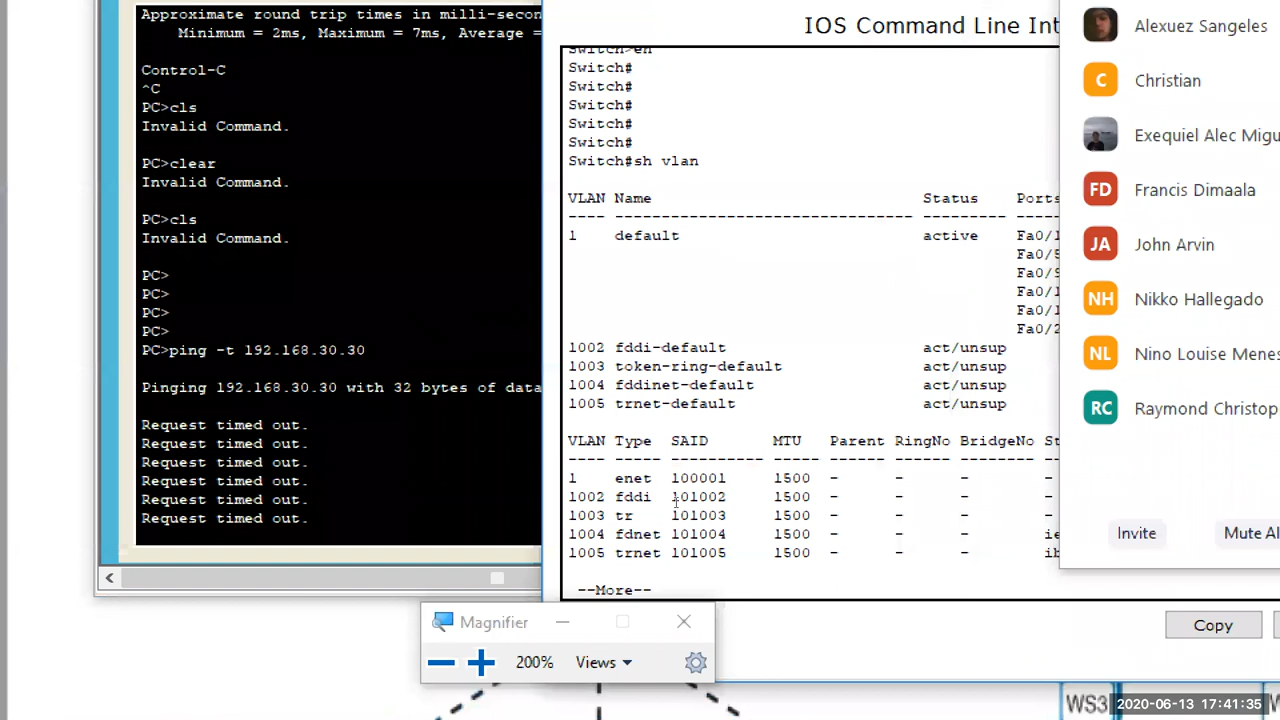 Approximate round trip times in milli-secon
Minimum = 2ms, Maximum = 7ms, Average =
Control-C
^C
PC>cls
Invalid Command.
PC>clear
Invalid Command.
PC>cls
Invalid Command.
PC>
PC>
PC>
PC>
PC>ping -t 192.168.30.30
Pinging 192.168.30.30 with 32 bytes of data
Request timed out.
Request timed out.
Request timed out.
Request timed out.
Request timed out.
Request timed out.
IOS Command Line Int
Switch>en
Switch#
Switch#
Switch#
Switch#
Switch#
Switch#sh vlan
VLAN Name Status Ports
---- -------------------------------- --------- -----
1 default active Fa0/1
Fa0/5
Fa0/9
Fa0/1
Fa0/1
Fa0/2
1002 fddi-default act/unsup
1003 token-ring-default act/unsup
1004 fddinet-default act/unsup
1005 trnet-default act/unsup
VLAN Type SAID MTU Parent RingNo BridgeNo St
---- ----- ---------- ----- ------ ------ -------- --
1 enet 100001 1500 - - - -
1002 fddi 101002 1500 - - - -
1003 tr 101003 1500 - - - -
1004 fdnet 101004 1500 - - - ie
1005 trnet 101005 1500 - - - ib
--More--
Copy
Alexuez Sangeles
C Christian
Exequiel Alec Migu
FD Francis Dimaala
JA John Arvin
NH Nikko Hallegado
NL Nino Louise Menes
RC Raymond Christop
Invite Mute Al
Magnifier
200% Views
WS3
2020-06-13 17:41:35